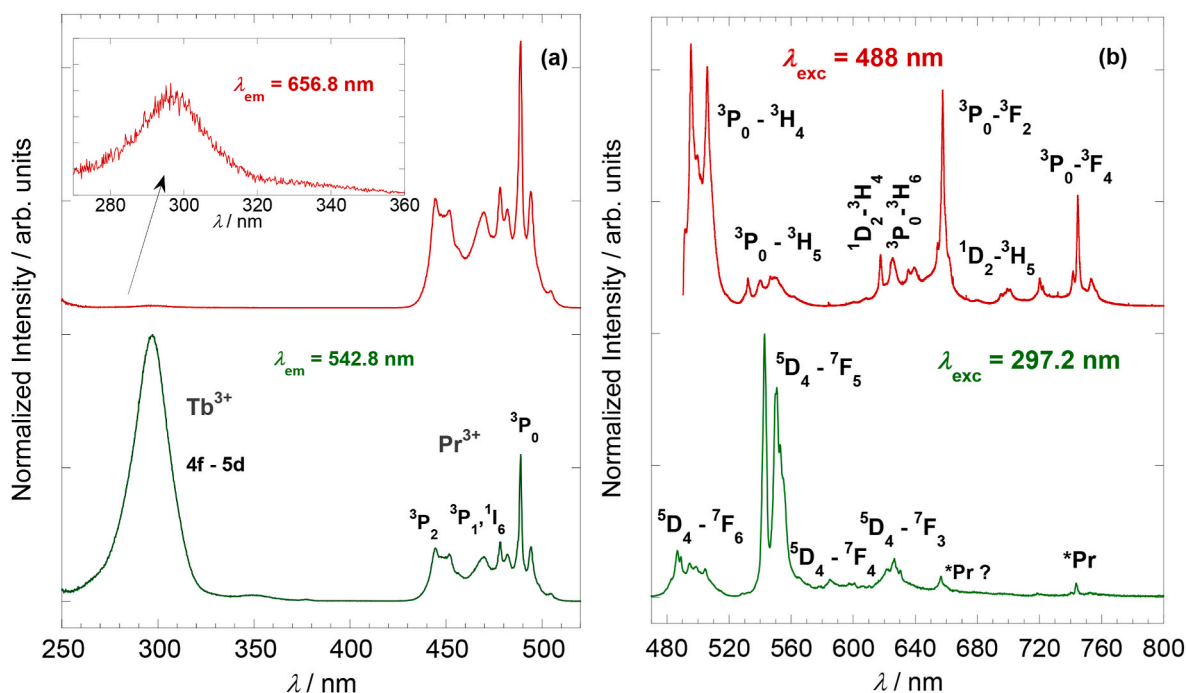 (a)
λem = 656.8 nm
280 300 320 340 360
λ / nm
Normalized Intensity / arb. units
λem = 542.8 nm
Tb³⁺
4f - 5d
Pr³⁺
³P₀
³P₂
³P₁,¹I₆
250 300 350 400 450 500
λ / nm
(b)
λexc = 488 nm
³P₀ - ³H₄
³P₀-³F₂
³P₀-³F₄
¹D₂-³H₄
³P₀-³H₆
³P₀ - ³H₅
¹D₂-³H₅
Normalized Intensity / arb. units
λexc = 297.2 nm
⁵D₄ - ⁷F₅
⁵D₄ - ⁷F₆
⁵D₄ - ⁷F₃
⁵D₄ - ⁷F₄
*Pr ?
*Pr
480 520 560 600 640 680 720 760 800
λ / nm